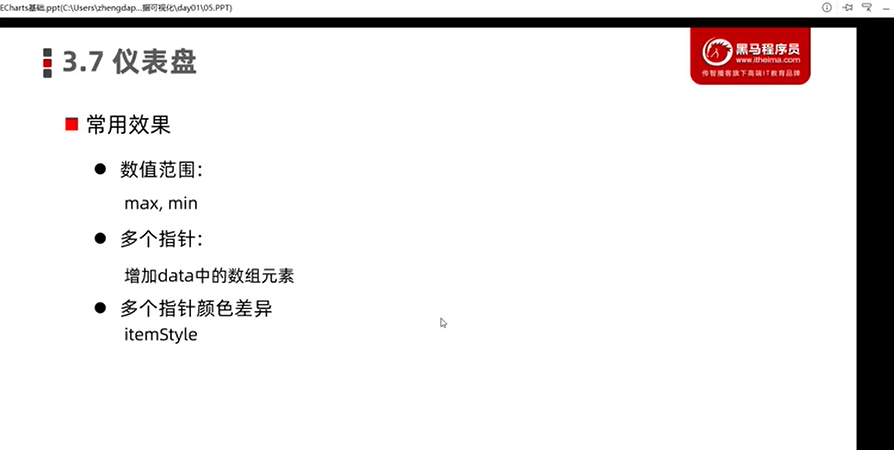 ECharts基础.ppt(C:\Users\zhengdap...据可视化\day01\05.PPT)
3.7 仪表盘
黑马程序员
www.itheima.com
传智播客旗下高端IT教育品牌
常用效果
数值范围：
max, min
多个指针：
增加data中的数组元素
多个指针颜色差异
itemStyle